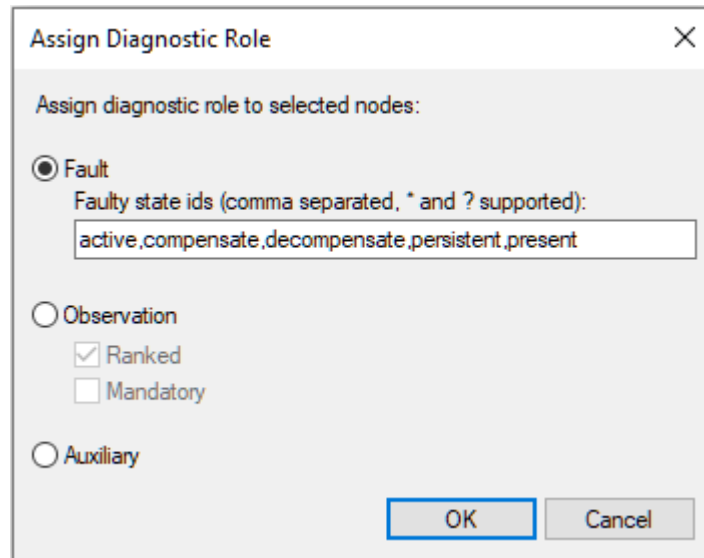 Assign Diagnostic Role
Assign diagnostic role to selected nodes:
Fault
Faulty state ids (comma separated, * and ? supported):
active,compensate,decompensate,persistent,present
Observation
Ranked
Mandatory
Auxiliary
OK Cancel